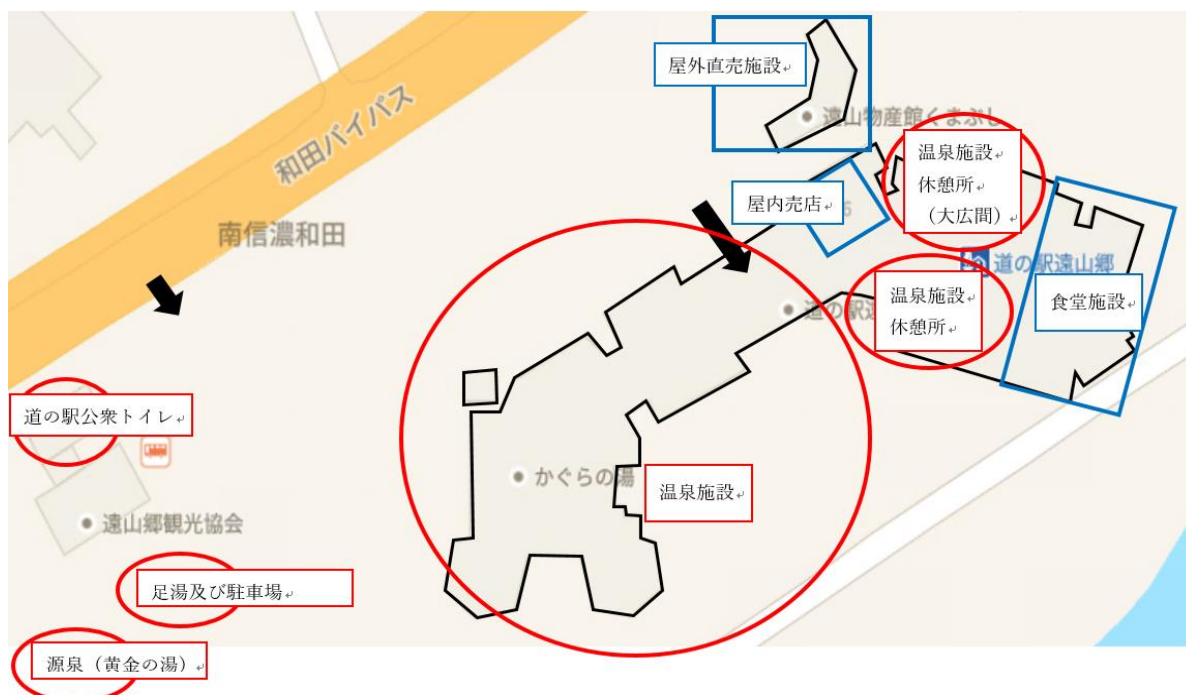 屋外直売施設
遠山物産館くまぶし
和田バイパス
温泉施設
休憩所
（大広間）
屋内売店
南信濃和田
道の駅遠山郷
温泉施設
休憩所
食堂施設
道の駅
道の駅公衆トイレ
かぐらの湯
温泉施設
遠山郷観光協会
足湯及び駐車場
源泉（黄金の湯）